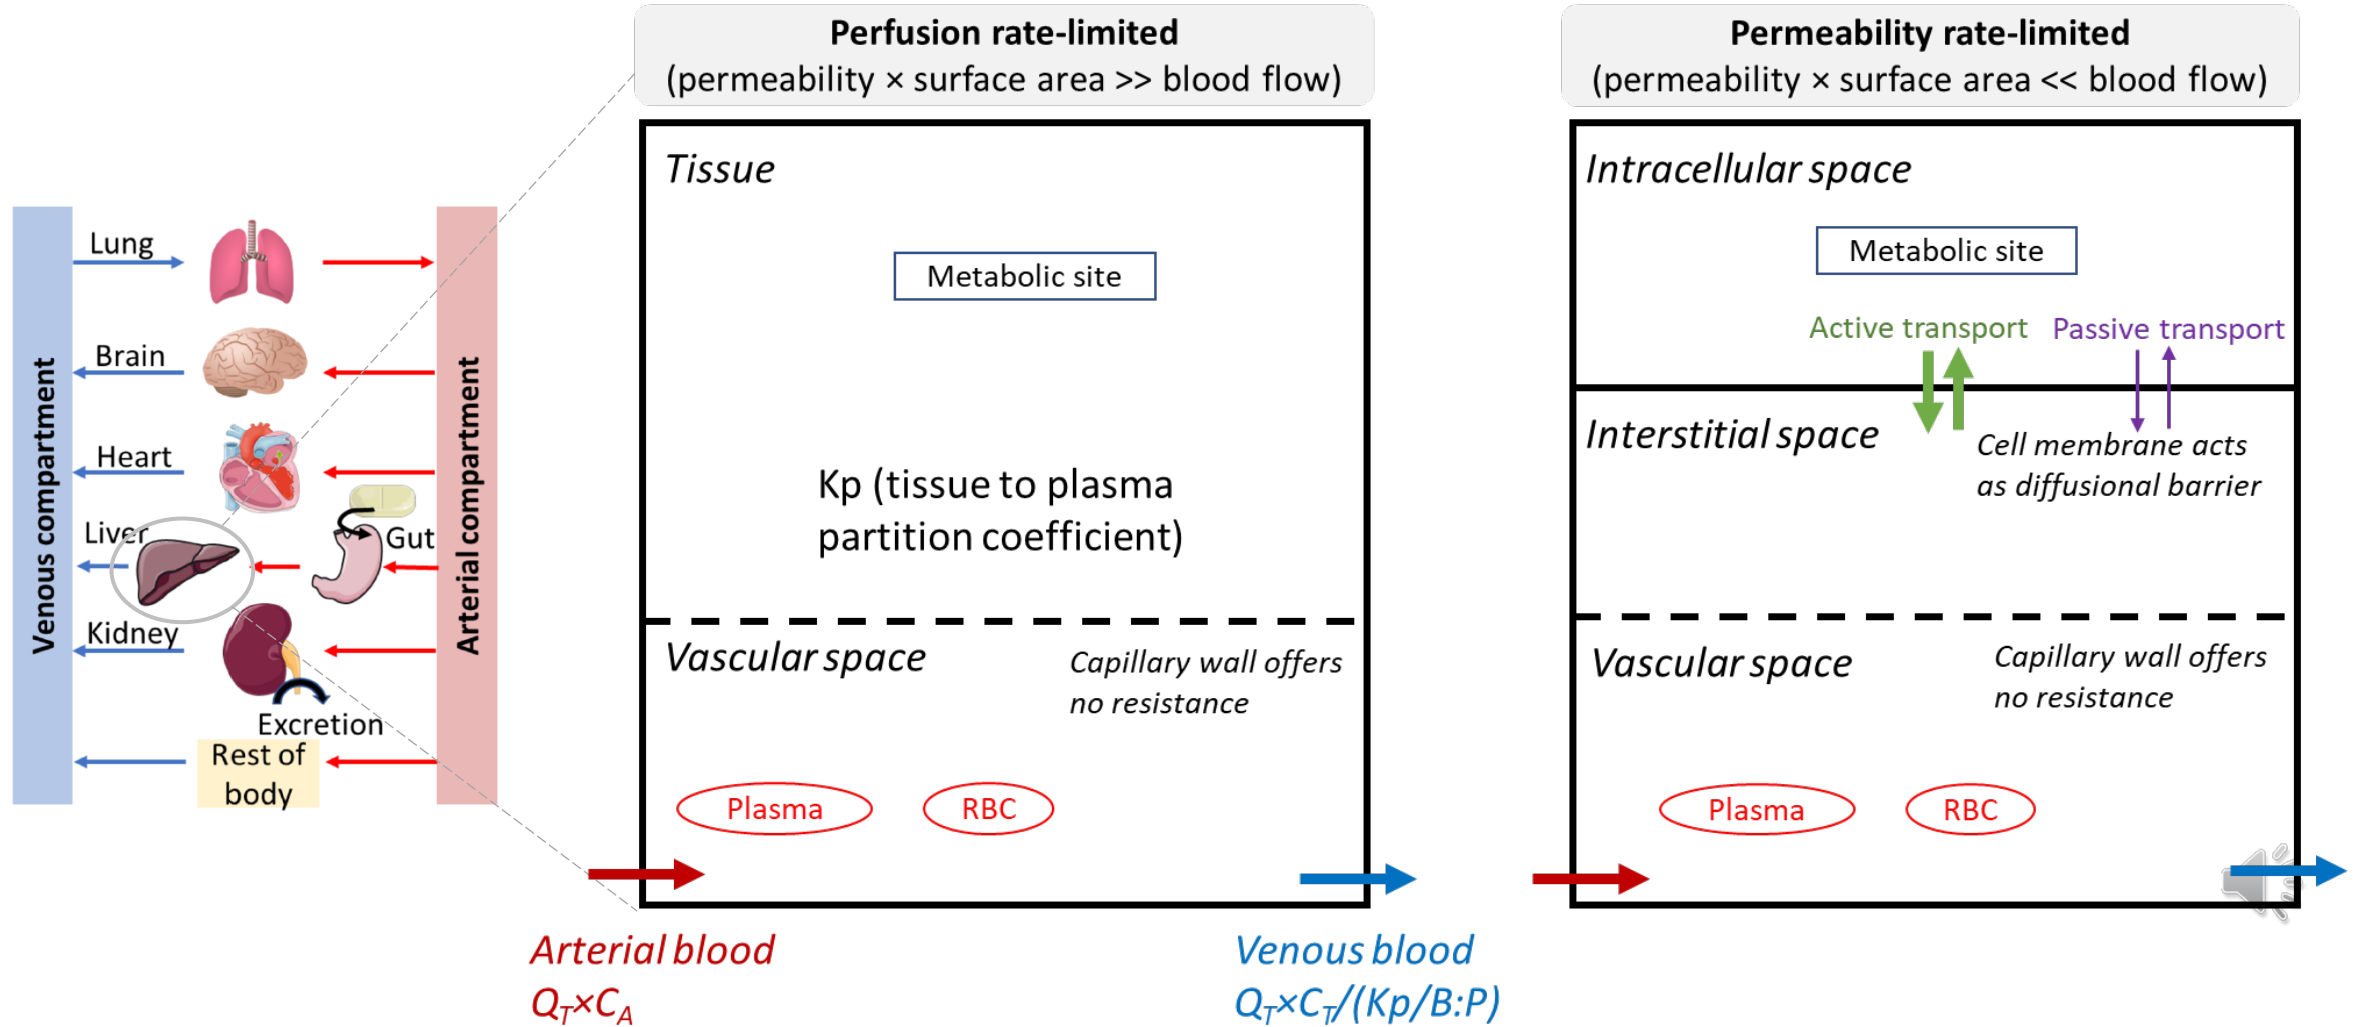 Venous compartment
Lung
Brain
Heart
Liver
Gut
Kidney
Excretion
Rest of
body
Arterial compartment
Perfusion rate-limited
(permeability × surface area >> blood flow)
Tissue
Metabolic site
Kp (tissue to plasma
partition coefficient)
Vascular space
Capillary wall offers
no resistance
Plasma
RBC
Arterial blood
Q_T×C_A
Venous blood
Q_T×C_T/(Kp/B:P)
Permeability rate-limited
(permeability × surface area << blood flow)
Intracellular space
Metabolic site
Active transport
Passive transport
Interstitial space
Cell membrane acts
as diffusional barrier
Vascular space
Capillary wall offers
no resistance
Plasma
RBC